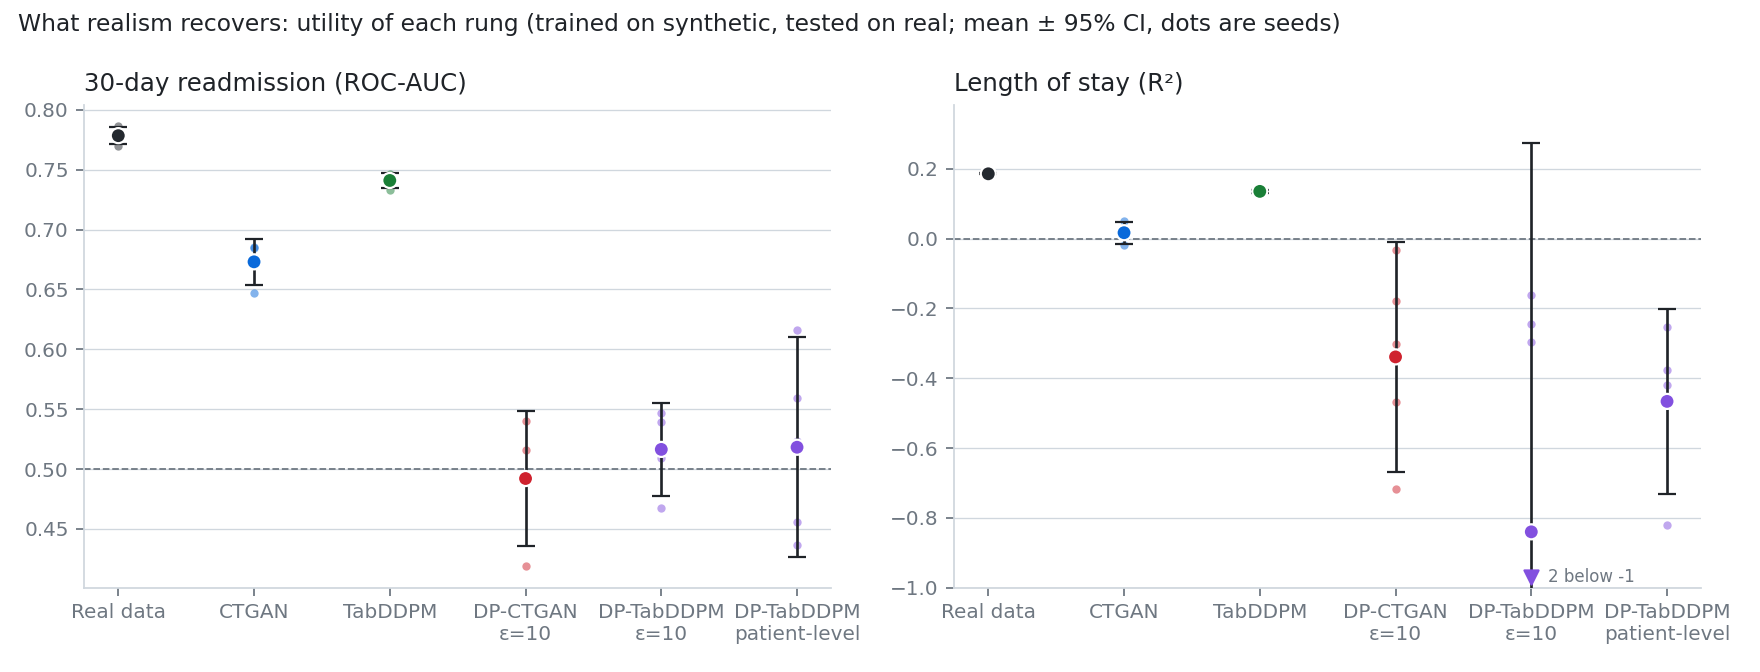 What realism recovers: utility of each rung (trained on synthetic, tested on real; mean ± 95% CI, dots are seeds)
30-day readmission (ROC-AUC)
0.80
0.75
0.70
0.65
0.60
0.55
0.50
0.45
Real data
CTGAN
TabDDPM
DP-CTGAN
ε=10
DP-TabDDPM
ε=10
DP-TabDDPM
patient-level
Length of stay (R²)
0.2
0.0
−0.2
−0.4
−0.6
−0.8
−1.0
2 below -1
Real data
CTGAN
TabDDPM
DP-CTGAN
ε=10
DP-TabDDPM
ε=10
DP-TabDDPM
patient-level